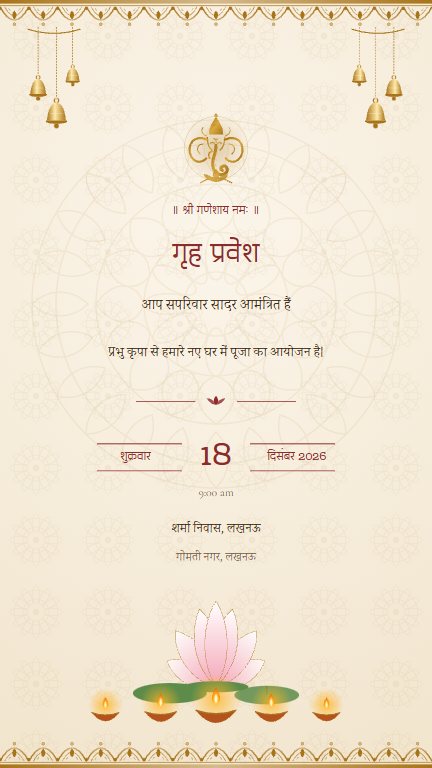 ॥ श्री गणेशाय नमः ॥
गृह प्रवेश
आप सपरिवार सादर आमंत्रित हैं
प्रभु कृपा से हमारे नए घर में पूजा का आयोजन है।
शुक्रवार 18 दिसंबर 2026
9:00 am
शर्मा निवास, लखनऊ
गोमती नगर, लखनऊ